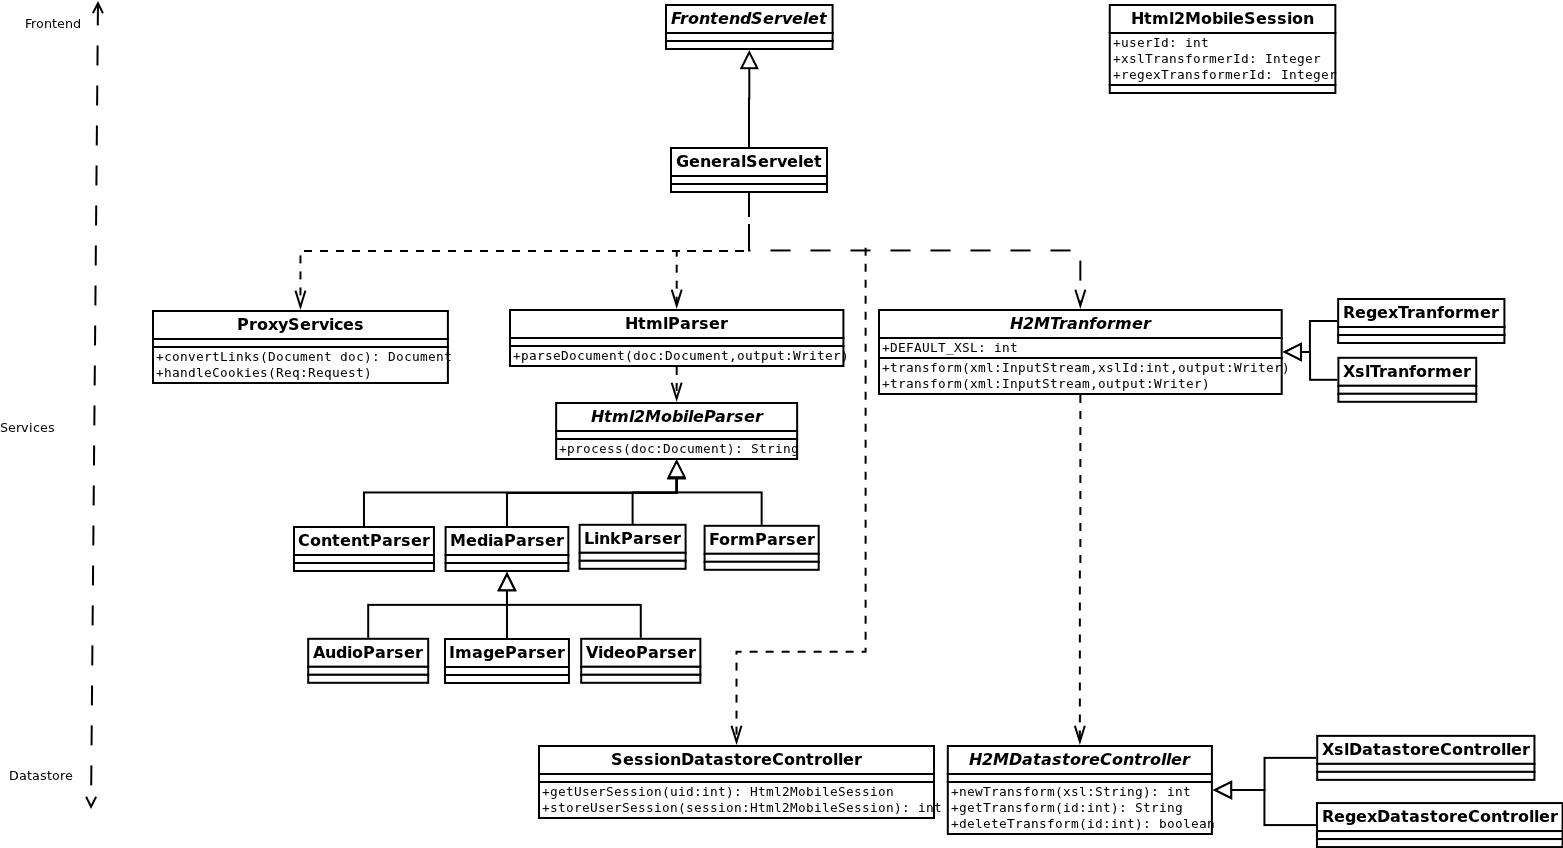 Frontend
FrontendServelet
Html2MobileSession
+userId: int
+xslTransformerId: Integer
+regexTransformerId: Integer
GeneralServelet
ProxyServices
+convertLinks(Document doc): Document
+handleCookies(Req:Request)
HtmlParser
+parseDocument(doc:Document,output:Writer)
H2MTranformer
+DEFAULT_XSL: int
+transform(xml:InputStream,xslId:int,output:Writer)
+transform(xml:InputStream,output:Writer)
RegexTranformer
XslTranformer
Services
Html2MobileParser
+process(doc:Document): String
ContentParser
MediaParser
LinkParser
FormParser
AudioParser
ImageParser
VideoParser
Datastore
SessionDatastoreController
+getUserSession(uid:int): Html2MobileSession
+storeUserSession(session:Html2MobileSession): int
H2MDatastoreController
+newTransform(xsl:String): int
+getTransform(id:int): String
+deleteTransform(id:int): boolean
XslDatastoreController
RegexDatastoreController